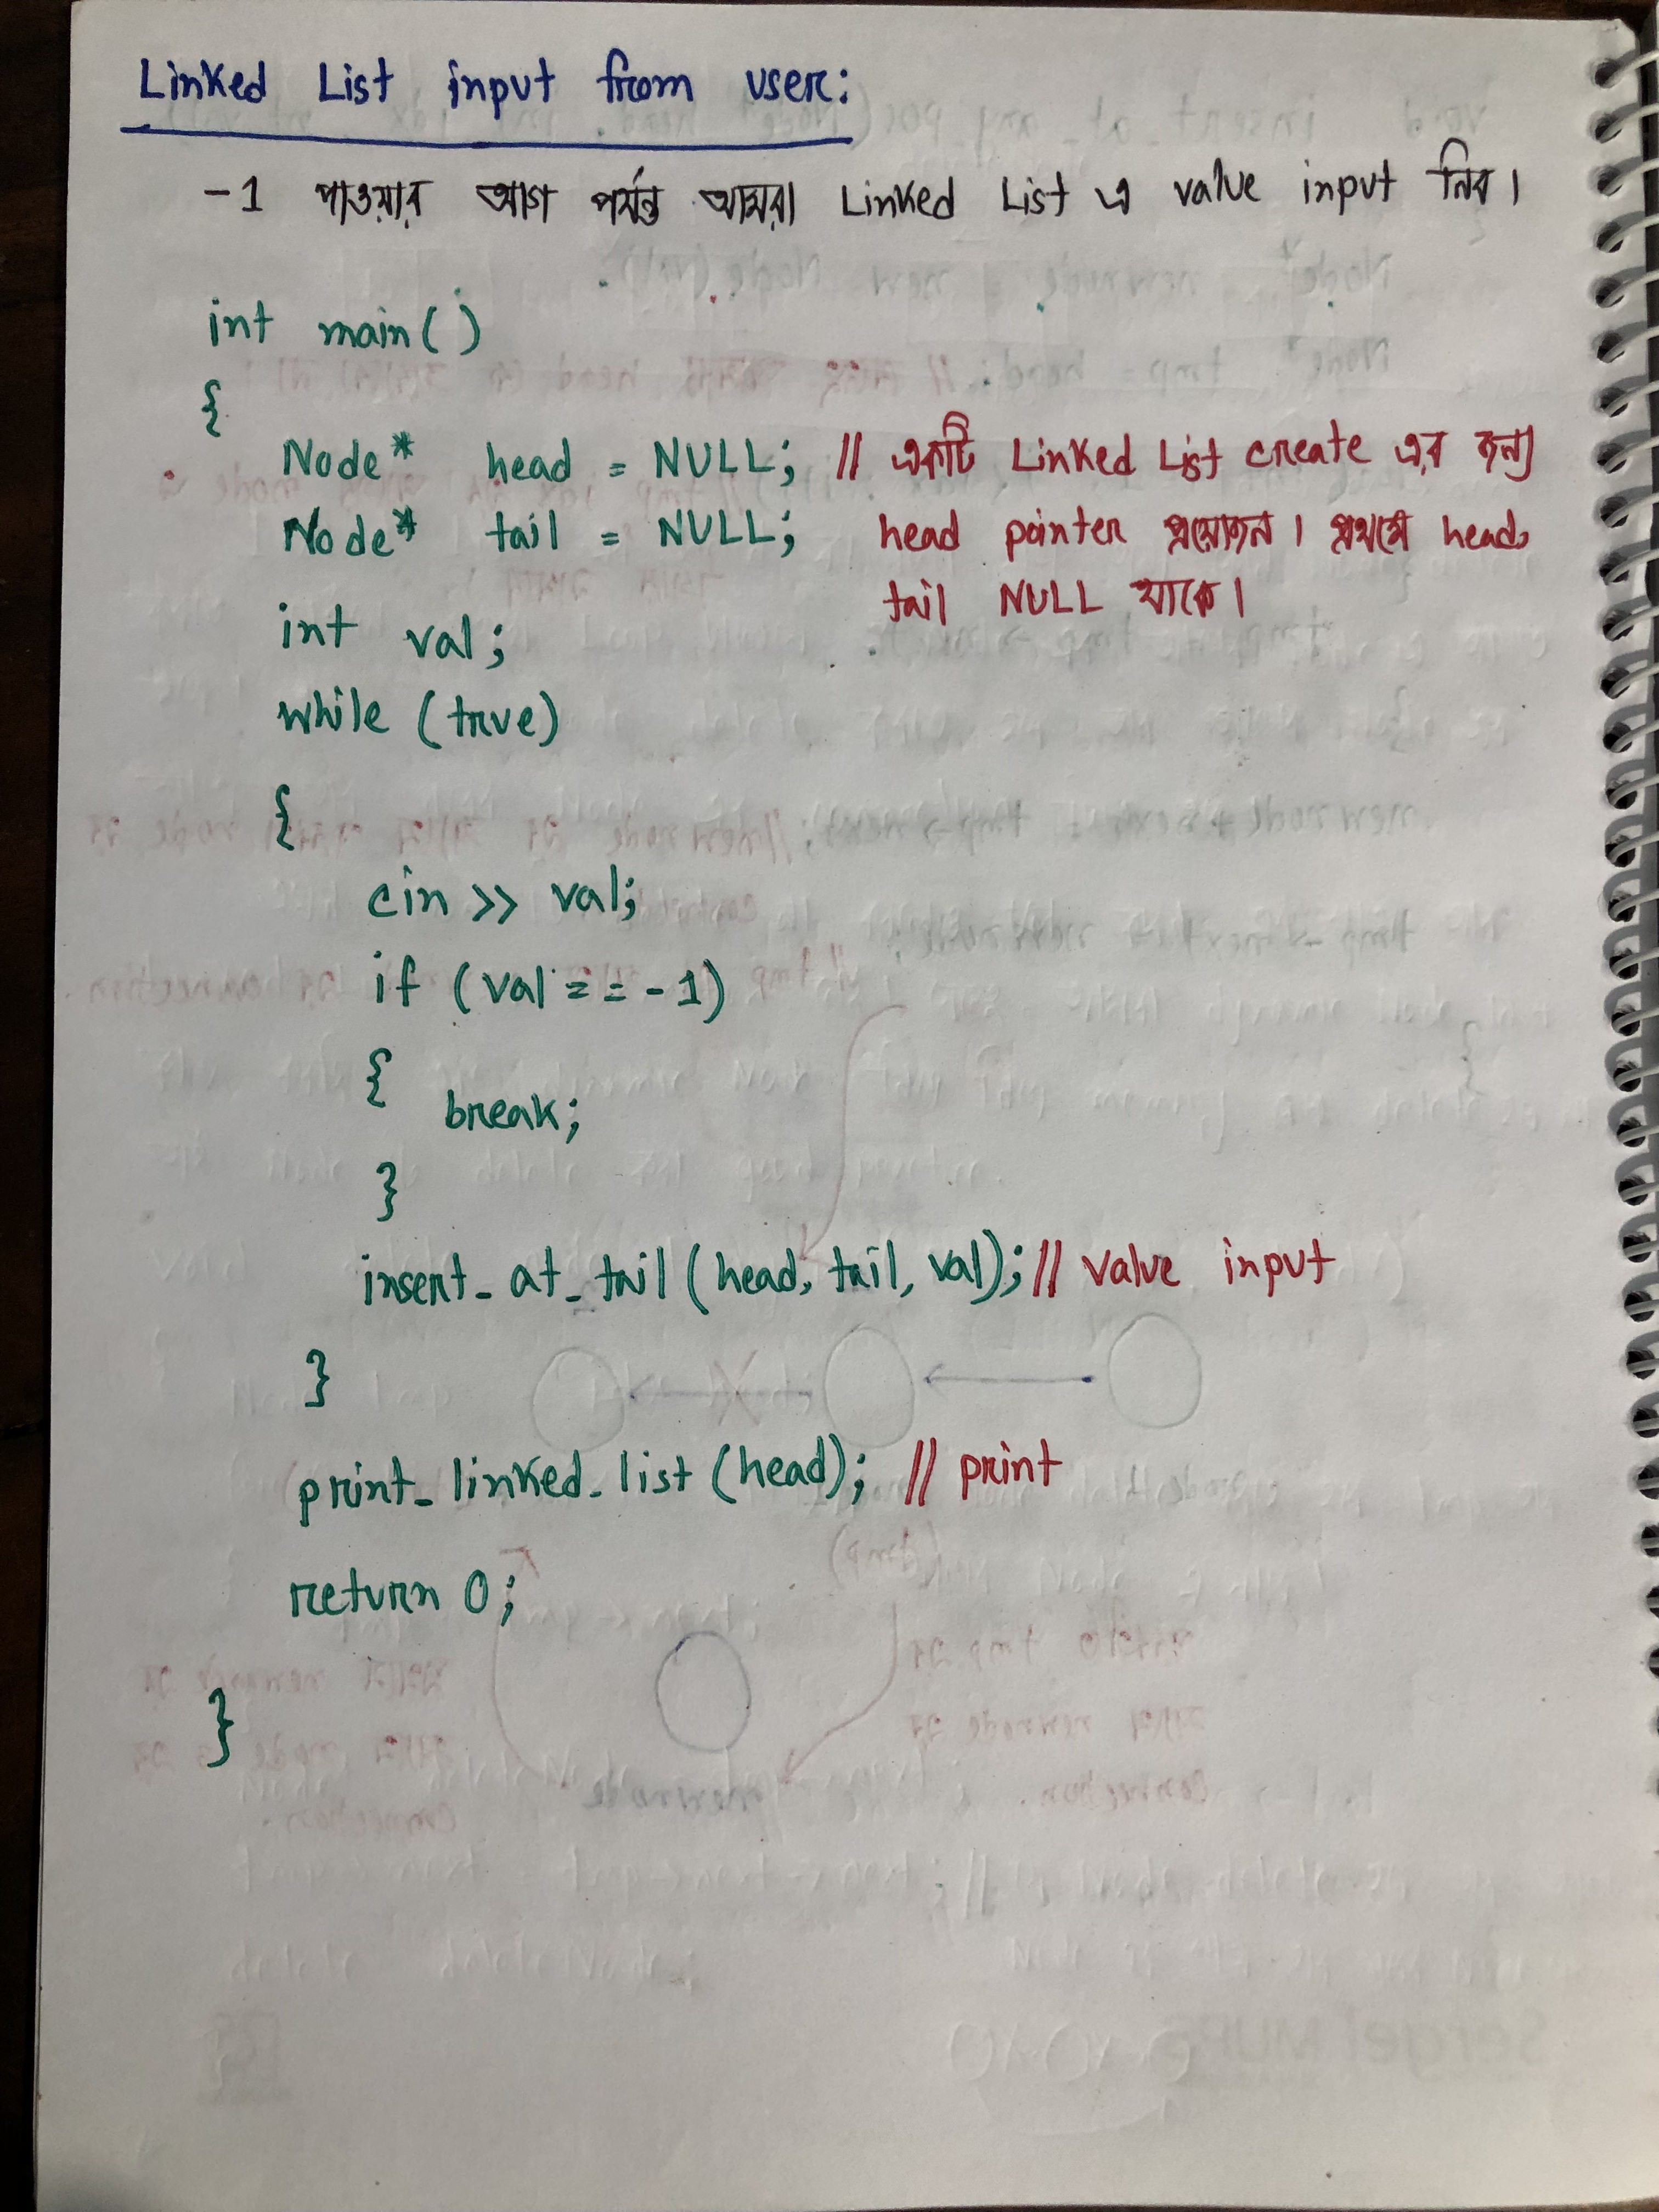 Linked List input from user:
-1 পাওয়ার আগ পর্যন্ত আমরা Linked List এ value input নিব।
int main()
{
Node* head = NULL; // একটি Linked List create এর জন্য
Node* tail = NULL; head pointer প্রয়োজন। প্রথমে head,
tail NULL থাকে।
int val;
while (true)
{
cin >> val;
if (val == -1)
{
break;
}
insert_at_tail (head, tail, val); // value input
}
print_linked_list (head); // print
return 0;
}